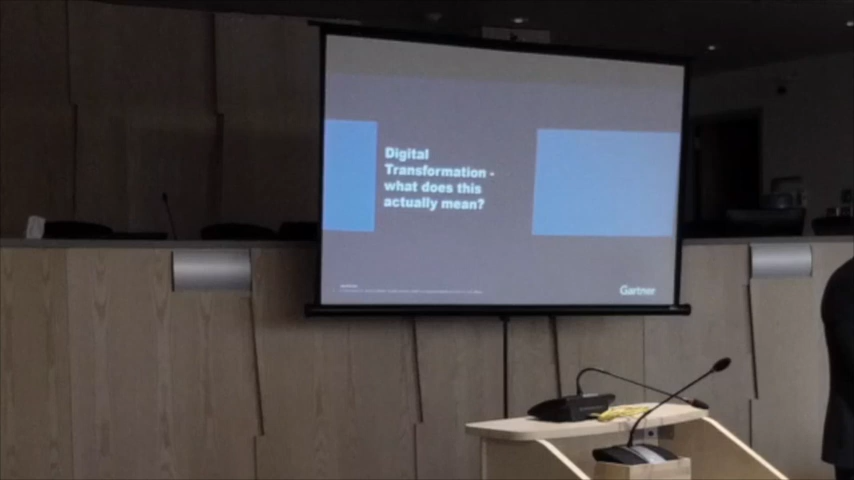 Digital
Transformation -
what does this
actually mean?
Gartner